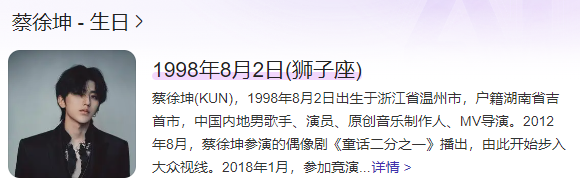 蔡徐坤 - 生日 >
1998年8月2日(狮子座)
蔡徐坤(KUN)，1998年8月2日出生于浙江省温州市，户籍湖南省吉
首市，中国内地男歌手、演员、原创音乐制作人、MV导演。2012
年8月，蔡徐坤参演的偶像剧《童话二分之一》播出，由此开始步入
大众视线。2018年1月，参加竞演...详情 >